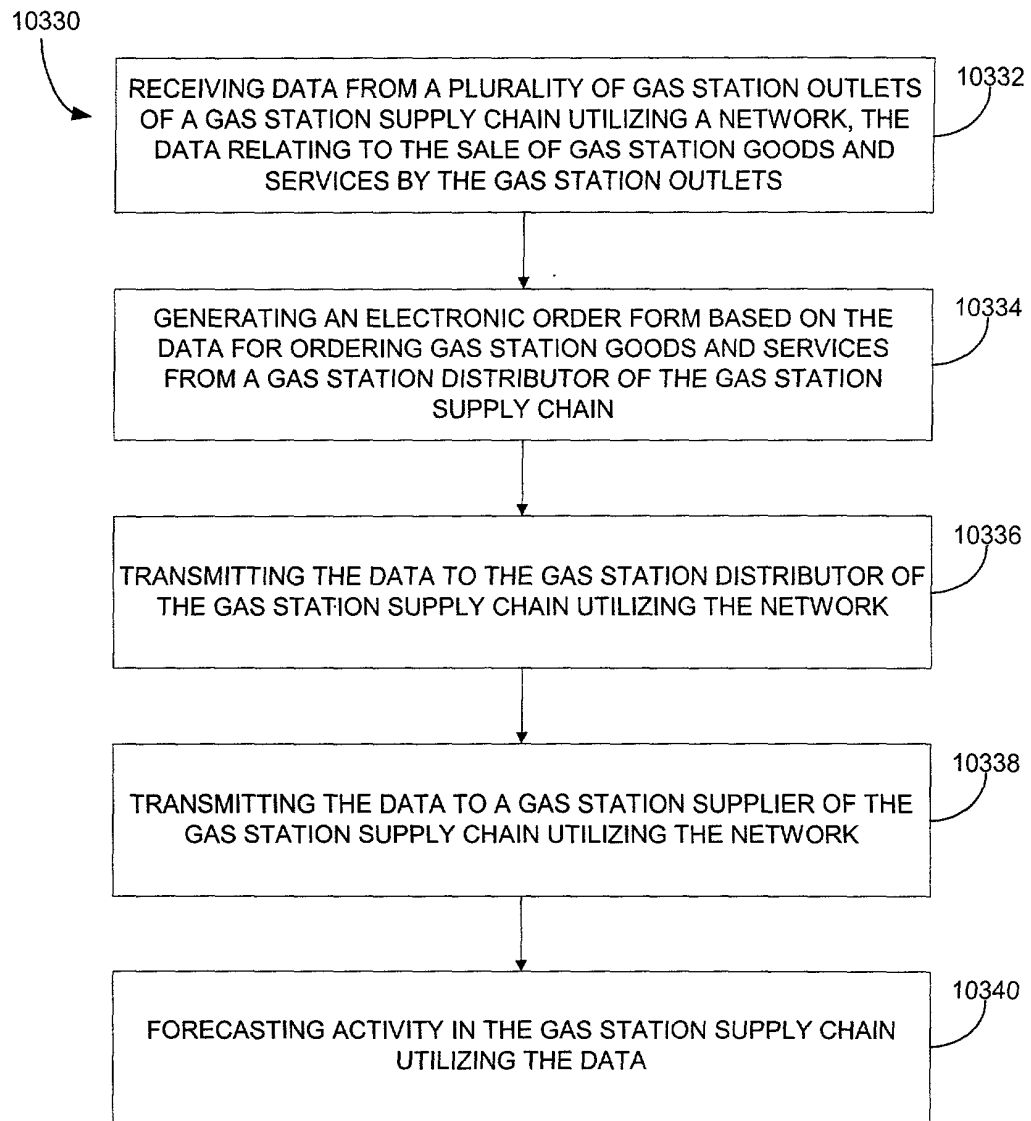 10330
RECEIVING DATA FROM A PLURALITY OF GAS STATION OUTLETS
OF A GAS STATION SUPPLY CHAIN UTILIZING A NETWORK, THE
DATA RELATING TO THE SALE OF GAS STATION GOODS AND
SERVICES BY THE GAS STATION OUTLETS
10332
GENERATING AN ELECTRONIC ORDER FORM BASED ON THE
DATA FOR ORDERING GAS STATION GOODS AND SERVICES
FROM A GAS STATION DISTRIBUTOR OF THE GAS STATION
SUPPLY CHAIN
10334
TRANSMITTING THE DATA TO THE GAS STATION DISTRIBUTOR OF
THE GAS STATION SUPPLY CHAIN UTILIZING THE NETWORK
10336
TRANSMITTING THE DATA TO A GAS STATION SUPPLIER OF THE
GAS STATION SUPPLY CHAIN UTILIZING THE NETWORK
10338
FORECASTING ACTIVITY IN THE GAS STATION SUPPLY CHAIN
UTILIZING THE DATA
10340